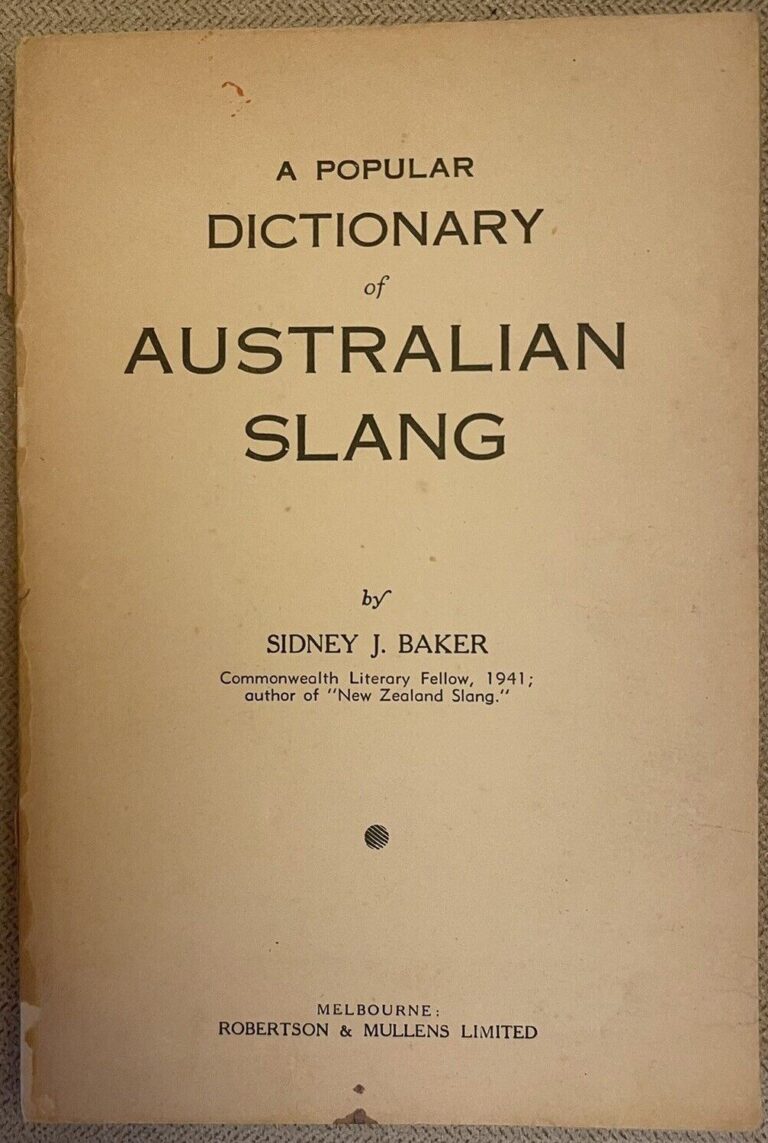 A POPULAR
DICTIONARY
of
AUSTRALIAN
SLANG
by
SIDNEY J. BAKER
Commonwealth Literary Fellow, 1941;
author of "New Zealand Slang."
MELBOURNE:
ROBERTSON & MULLENS LIMITED